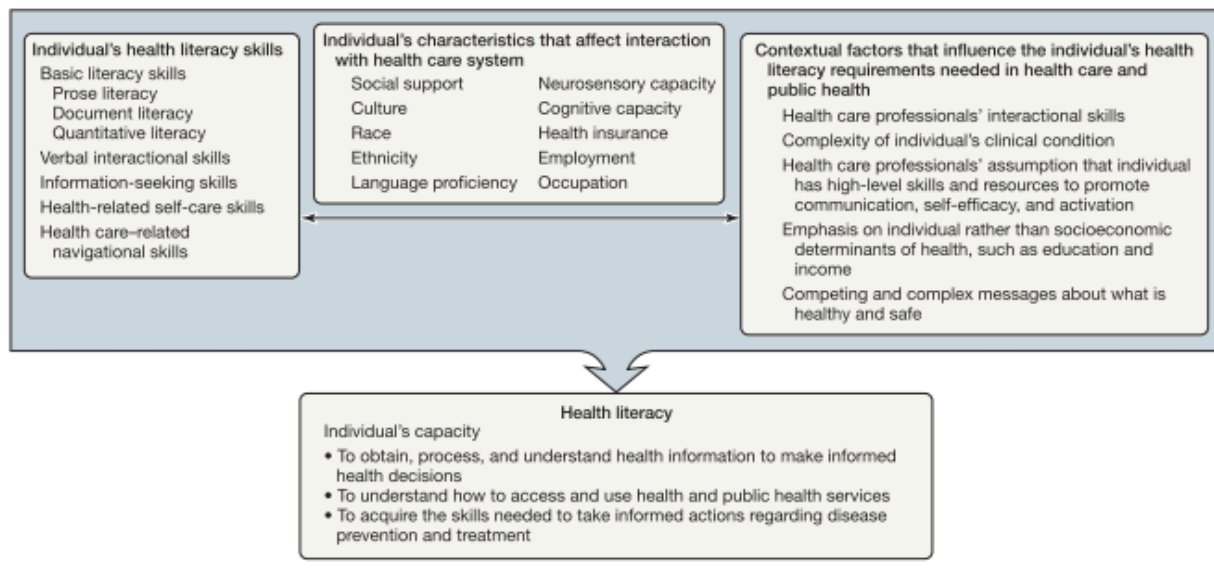 Individual's health literacy skills
Basic literacy skills
Prose literacy
Document literacy
Quantitative literacy
Verbal interactional skills
Information-seeking skills
Health-related self-care skills
Health care–related
navigational skills
Individual's characteristics that affect interaction
with health care system
Social support
Culture
Race
Ethnicity
Language proficiency
Neurosensory capacity
Cognitive capacity
Health insurance
Employment
Occupation
Contextual factors that influence the individual's health
literacy requirements needed in health care and
public health
Health care professionals' interactional skills
Complexity of individual's clinical condition
Health care professionals' assumption that individual
has high-level skills and resources to promote
communication, self-efficacy, and activation
Emphasis on individual rather than socioeconomic
determinants of health, such as education and
income
Competing and complex messages about what is
healthy and safe
Health literacy
Individual's capacity
• To obtain, process, and understand health information to make informed
health decisions
• To understand how to access and use health and public health services
• To acquire the skills needed to take informed actions regarding disease
prevention and treatment